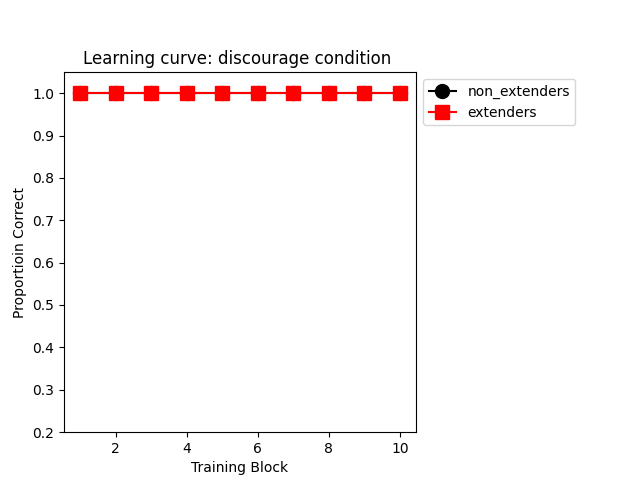 Learning curve: discourage condition
non_extenders
extenders
1.0
0.9
0.8
0.7
0.6
0.5
0.4
0.3
0.2
Proportioin Correct
2 4 6 8 10
Training Block